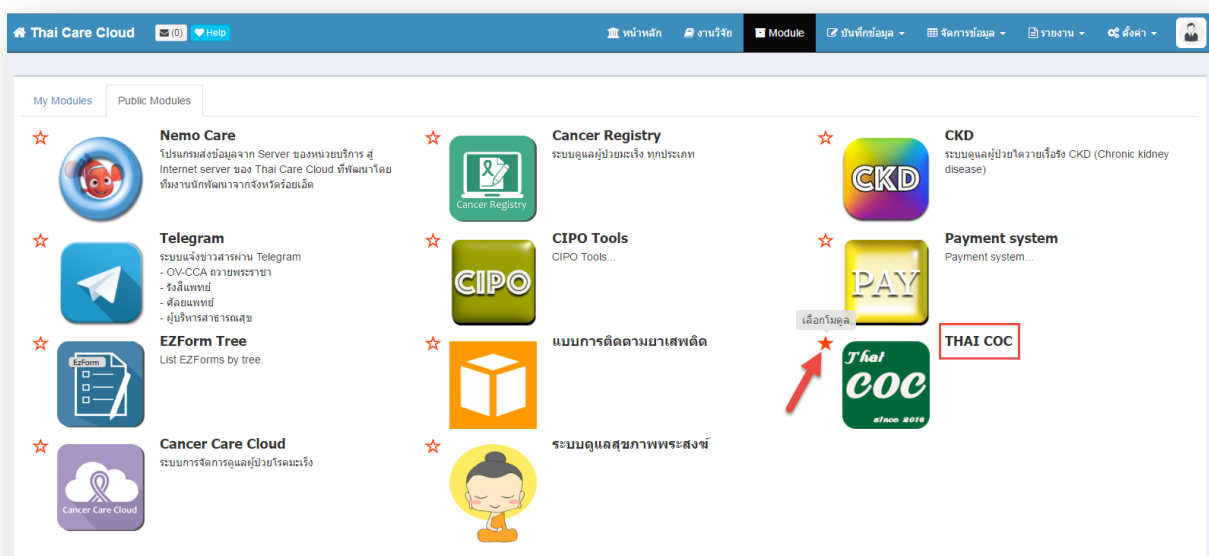 Thai Care Cloud (0) Help หน้าหลัก งานวิจัย Module บันทึกข้อมูล จัดการข้อมูล รายงาน ตั้งค่า
My Modules Public Modules
Nemo Care
โปรแกรมส่งข้อมูลจาก Server ของหน่วยบริการ สู่
Internet server ของ Thai Care Cloud ที่พัฒนาโดย
ทีมงานนักพัฒนาจากจังหวัดร้อยเอ็ด
Cancer Registry
Cancer Registry
ระบบดูแลผู้ป่วยมะเร็ง ทุกประเภท
CKD
CKD
ระบบดูแลผู้ป่วยไตวายเรื้อรัง CKD (Chronic kidney
disease)
Telegram
ระบบแจ้งข่าวสารผ่าน Telegram
- OV-CCA ถวายพระราชา
- รังสีแพทย์
- ศัลยแพทย์
- ผู้บริหารสาธารณสุข
CIPO
CIPO Tools
CIPO Tools...
PAY
Payment system
Payment system...
EzForm
EZForm Tree
List EZForms by tree.
แบบการติดตามยาเสพติด
เลือกโมดูล
Thai
COC
since 2016
THAI COC
Cancer Care Cloud
Cancer Care Cloud
ระบบการจัดการดูแลผู้ป่วยโรคมะเร็ง
ระบบดูแลสุขภาพพระสงฆ์